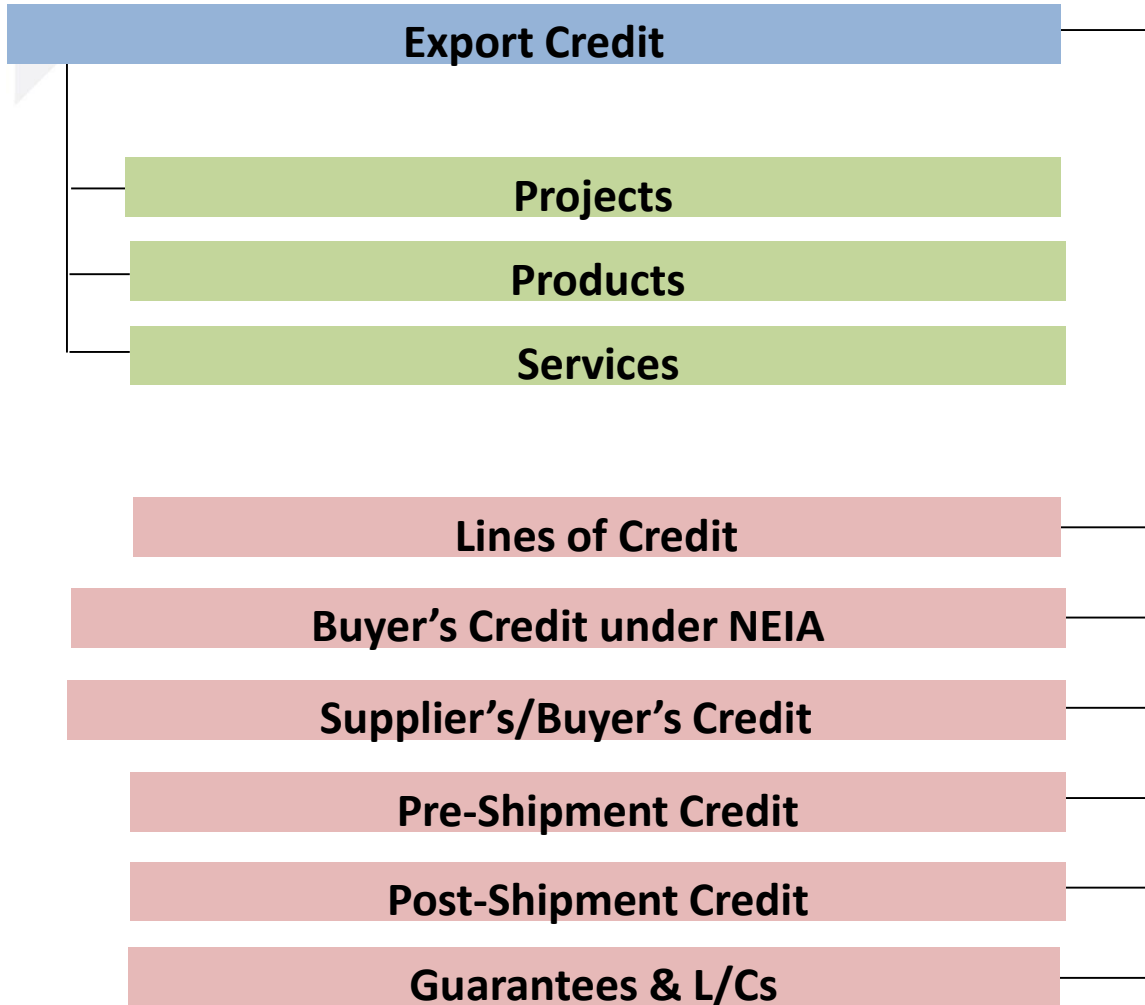 Export Credit
Projects
Products
Services
Lines of Credit
Buyer’s Credit under NEIA
Supplier’s/Buyer’s Credit
Pre-Shipment Credit
Post-Shipment Credit
Guarantees & L/Cs